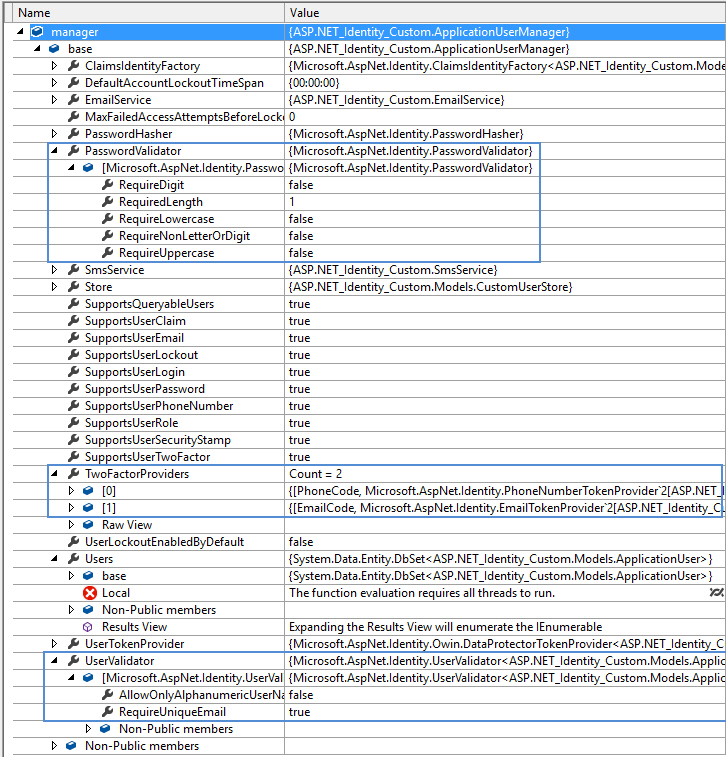 Name Value
manager {ASP.NET_Identity_Custom.ApplicationUserManager}
base {ASP.NET_Identity_Custom.ApplicationUserManager}
ClaimsIdentityFactory {Microsoft.AspNet.Identity.ClaimsIdentityFactory<ASP.NET_Identity_Custom.Mode
DefaultAccountLockoutTimeSpan {00:00:00}
EmailService {ASP.NET_Identity_Custom.EmailService}
MaxFailedAccessAttemptsBeforeLock 0
PasswordHasher {Microsoft.AspNet.Identity.PasswordHasher}
PasswordValidator {Microsoft.AspNet.Identity.PasswordValidator}
[Microsoft.AspNet.Identity.Passwo {Microsoft.AspNet.Identity.PasswordValidator}
RequireDigit false
RequiredLength 1
RequireLowercase false
RequireNonLetterOrDigit false
RequireUppercase false
SmsService {ASP.NET_Identity_Custom.SmsService}
Store {ASP.NET_Identity_Custom.Models.CustomUserStore}
SupportsQueryableUsers true
SupportsUserClaim true
SupportsUserEmail true
SupportsUserLockout true
SupportsUserLogin true
SupportsUserPassword true
SupportsUserPhoneNumber true
SupportsUserRole true
SupportsUserSecurityStamp true
SupportsUserTwoFactor true
TwoFactorProviders Count = 2
[0] {[PhoneCode, Microsoft.AspNet.Identity.PhoneNumberTokenProvider`2[ASP.NET_I
[1] {[EmailCode, Microsoft.AspNet.Identity.EmailTokenProvider`2[ASP.NET_Identity_C
Raw View
UserLockoutEnabledByDefault false
Users {System.Data.Entity.DbSet<ASP.NET_Identity_Custom.Models.ApplicationUser>}
base {System.Data.Entity.DbSet<ASP.NET_Identity_Custom.Models.ApplicationUser>}
Local The function evaluation requires all threads to run.
Non-Public members
Results View Expanding the Results View will enumerate the IEnumerable
UserTokenProvider {Microsoft.AspNet.Identity.Owin.DataProtectorTokenProvider<ASP.NET_Identity_C
UserValidator {Microsoft.AspNet.Identity.UserValidator<ASP.NET_Identity_Custom.Models.Applic
[Microsoft.AspNet.Identity.UserVal {Microsoft.AspNet.Identity.UserValidator<ASP.NET_Identity_Custom.Models.Applic
AllowOnlyAlphanumericUserNa false
RequireUniqueEmail true
Non-Public members
Non-Public members